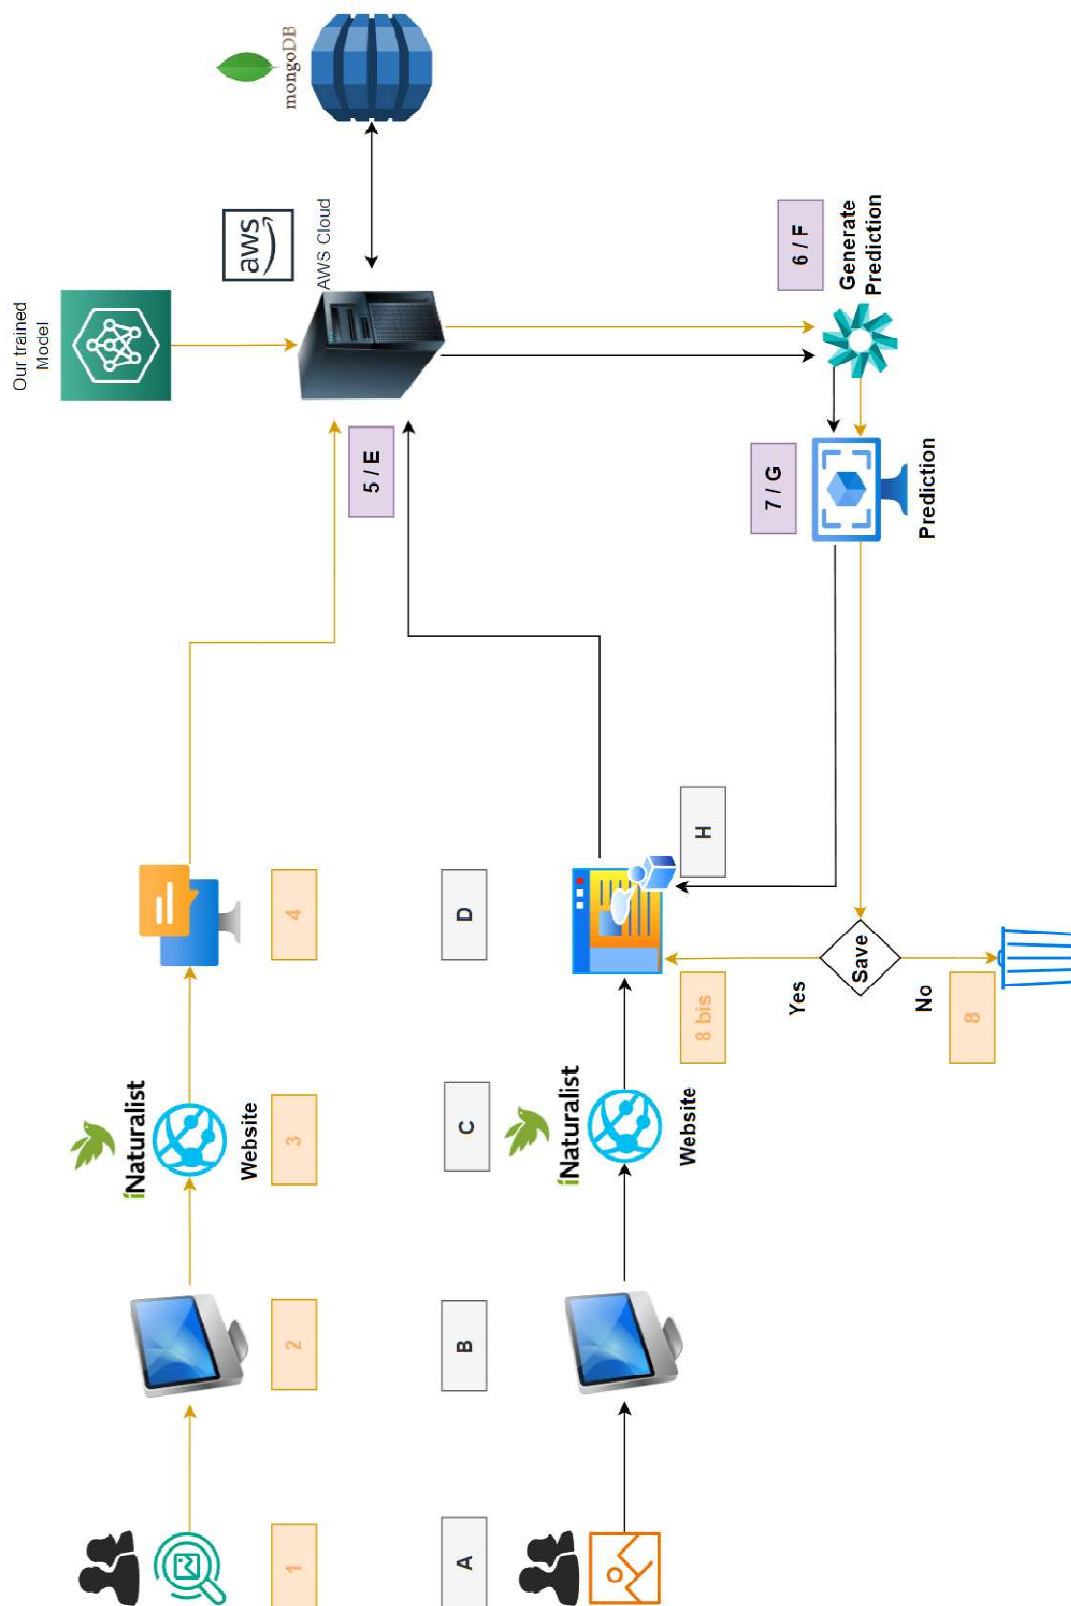 1
2
iNaturalist
Website
3
4
Our trained
Model
aws
AWS Cloud
mongoDB
5 / E
A
B
C
D
iNaturalist
Website
8 bis
H
7 / G
6 / F
Generate
Prediction
Prediction
Yes
Save
No
8